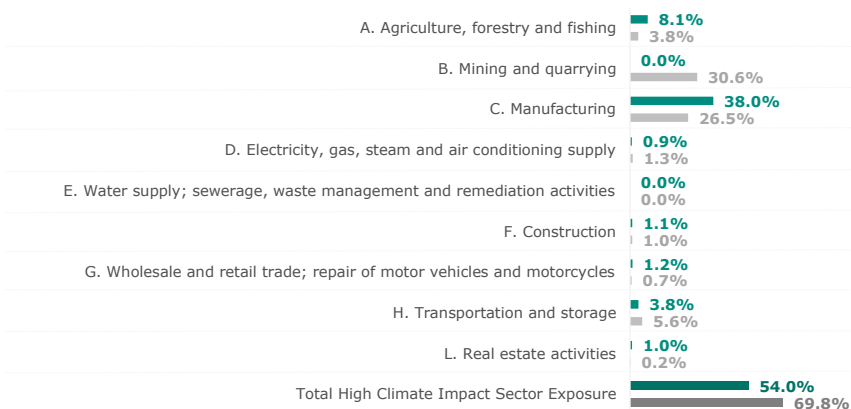 A. Agriculture, forestry and fishing
8.1%
3.8%
B. Mining and quarrying
0.0%
30.6%
C. Manufacturing
38.0%
26.5%
D. Electricity, gas, steam and air conditioning supply
0.9%
1.3%
E. Water supply; sewerage, waste management and remediation activities
0.0%
0.0%
F. Construction
1.1%
1.0%
G. Wholesale and retail trade; repair of motor vehicles and motorcycles
1.2%
0.7%
H. Transportation and storage
3.8%
5.6%
L. Real estate activities
1.0%
0.2%
Total High Climate Impact Sector Exposure
54.0%
69.8%